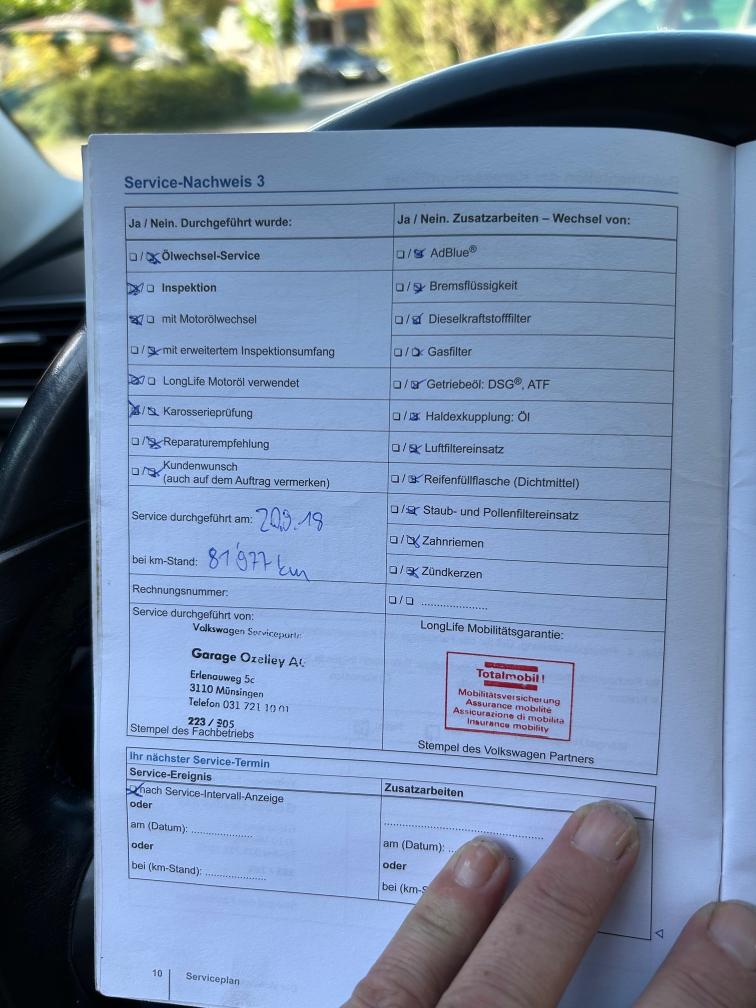 Service-Nachweis 3
Ja / Nein. Durchgeführt wurde:
☐/☒ Ölwechsel-Service
☒/☐ Inspektion
☒/☐ mit Motorölwechsel
☐/☒ mit erweitertem Inspektionsumfang
☒/☐ LongLife Motoröl verwendet
☒/☒ Karosserieprüfung
☐/☒ Reparaturempfehlung
☐/☒ Kundenwunsch
(auch auf dem Auftrag vermerken)
Service durchgeführt am: 20.9.18
bei km-Stand: 81'977 km
Rechnungsnummer:
Service durchgeführt von:
Volkswagen Servicepartn
Garage Ozeliey AG
Erlenauweg 5c
3110 Münsingen
Telefon 031 721 10 01
223 / 905
Stempel des Fachbetriebs
Ja / Nein. Zusatzarbeiten – Wechsel von:
☐/☒ AdBlue®
☐/☒ Bremsflüssigkeit
☐/☒ Dieselkraftstofffilter
☐/☒ Gasfilter
☐/☒ Getriebeöl: DSG®, ATF
☐/☒ Haldexkupplung: Öl
☐/☒ Luftfiltereinsatz
☐/☒ Reifenfüllflasche (Dichtmittel)
☐/☒ Staub- und Pollenfiltereinsatz
☐/☒ Zahnriemen
☐/☒ Zündkerzen
☐/☐ ......................
LongLife Mobilitätsgarantie:
Totalmobil!
Mobilitätsversicherung
Assurance mobilité
Assicurazione di mobilità
Insurance mobility
Stempel des Volkswagen Partners
Ihr nächster Service-Termin
Service-Ereignis
☒ nach Service-Intervall-Anzeige
oder
am (Datum): ....................
oder
bei (km-Stand): ....................
Zusatzarbeiten
..................................................
am (Datum): ....
oder
bei (km-S
10
Serviceplan